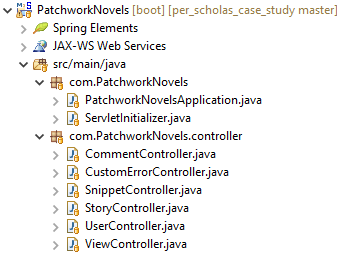 PatchworkNovels [boot] [per_scholas_case_study master]
Spring Elements
JAX-WS Web Services
src/main/java
com.PatchworkNovels
PatchworkNovelsApplication.java
ServletInitializer.java
com.PatchworkNovels.controller
CommentController.java
CustomErrorController.java
SnippetController.java
StoryController.java
UserController.java
ViewController.java